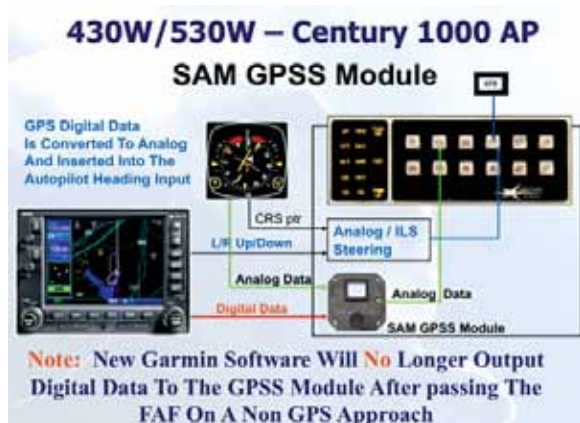 430W/530W – Century 1000 AP
SAM GPSS Module
GPS Digital Data
Is Converted To Analog
And Inserted Into The
Autopilot Heading Input
CRS ptr
Analog / ILS
Steering
L/R Up/Down
Analog Data
Analog Data
Digital Data
SAM GPSS Module
Note: New Garmin Software Will No Longer Output
Digital Data To The GPSS Module After passing The
FAF On A Non GPS Approach